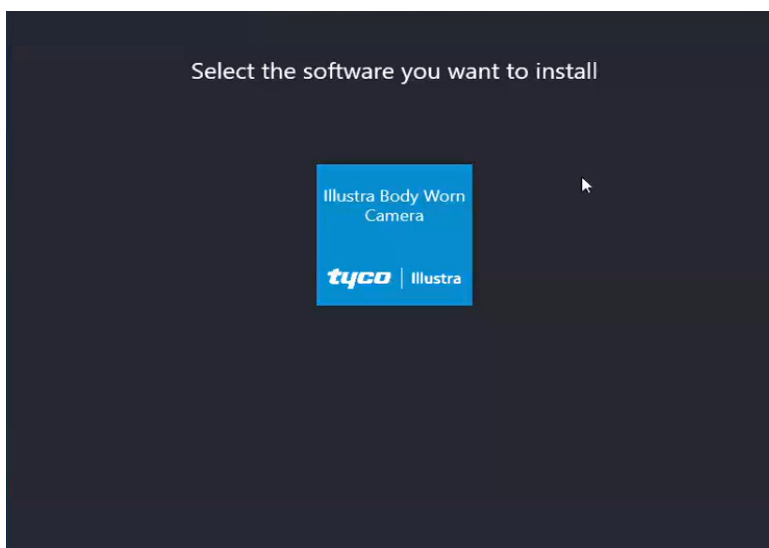 Select the software you want to install
Illustra Body Worn
Camera
tyco | Illustra